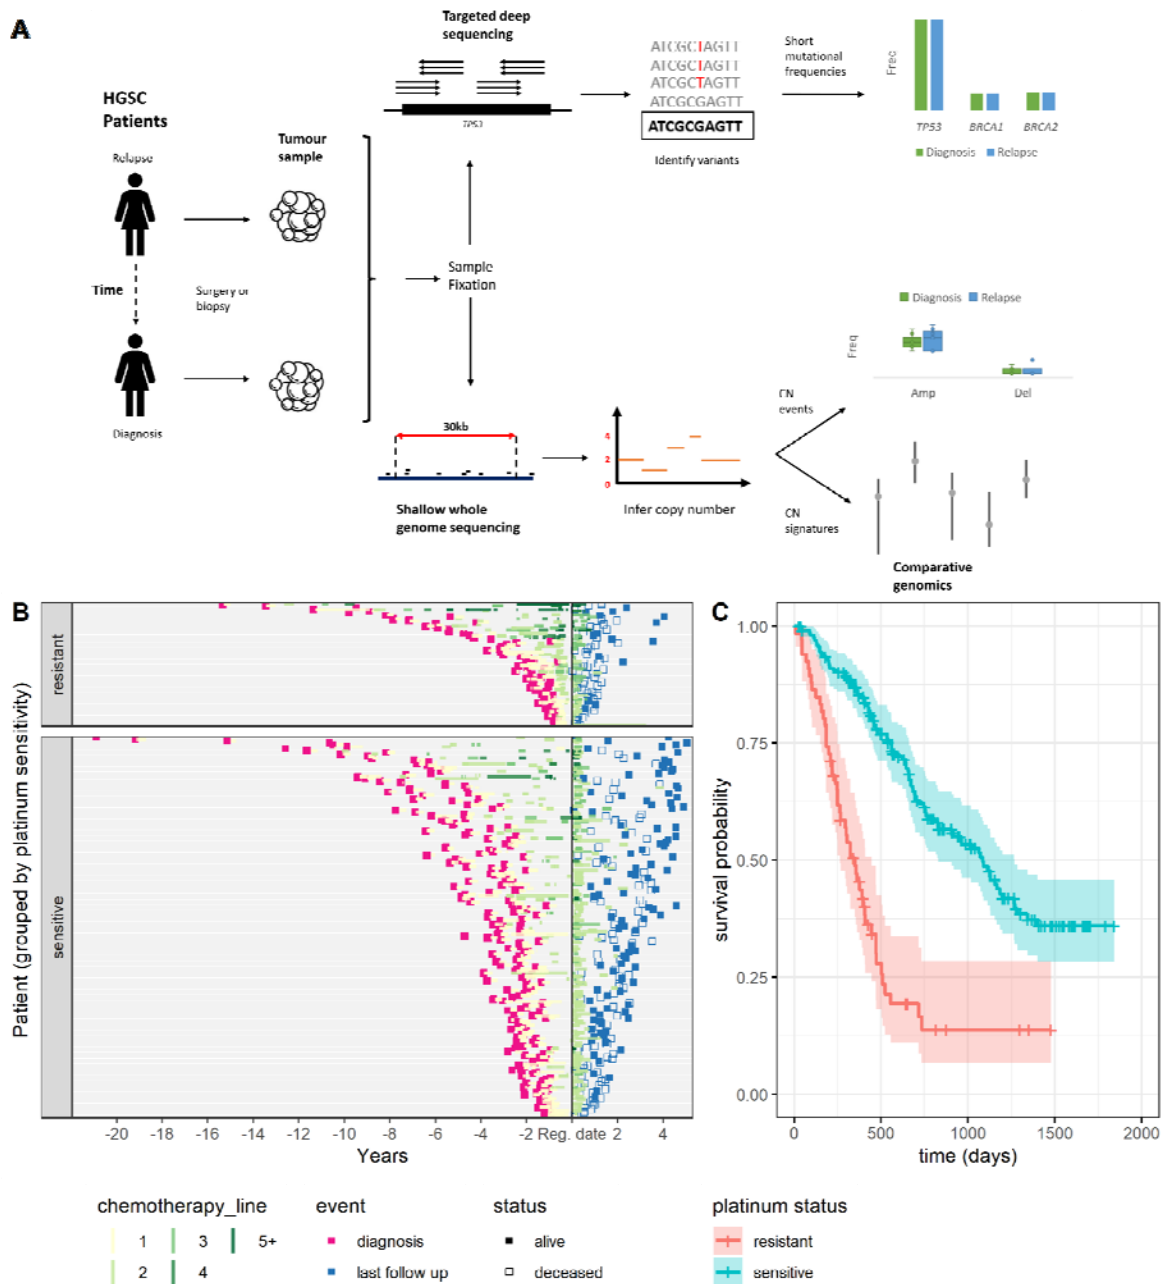 A
HGSC
Patients
Relapse
Time
Diagnosis
Surgery or
biopsy
Tumour
sample
Sample
Fixation
Targeted deep
sequencing
TP53
ATCGCTAGTT
ATCGCTAGTT
ATCGCTAGTT
ATCGCGAGTT
ATCGCGAGTT
Identify variants
Short
mutational
frequencies
Freq
TP53 BRCA1 BRCA2
Diagnosis Relapse
30kb
Shallow whole
genome sequencing
4
2
0
Infer copy number
CN
events
CN
signatures
Diagnosis Relapse
Freq
Amp Del
Comparative
genomics
B
Patient (grouped by platinum sensitivity)
resistant
sensitive
-20 -18 -16 -14 -12 -10 -8 -6 -4 -2 Reg. date 2 4
Years
chemotherapy_line
1 3 5+
2 4
event
diagnosis
last follow up
status
alive
deceased
C
survival probability
1.00
0.75
0.50
0.25
0.00
0 500 1000 1500 2000
time (days)
platinum status
resistant
sensitive